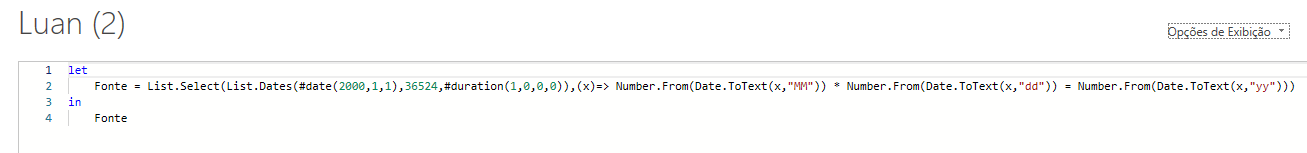 Luan (2)
Opções de Exibição
1 let
2 Fonte = List.Select(List.Dates(#date(2000,1,1),36524,#duration(1,0,0,0)),(x)=> Number.From(Date.ToText(x,"MM")) * Number.From(Date.ToText(x,"dd")) = Number.From(Date.ToText(x,"yy")))
3 in
4 Fonte